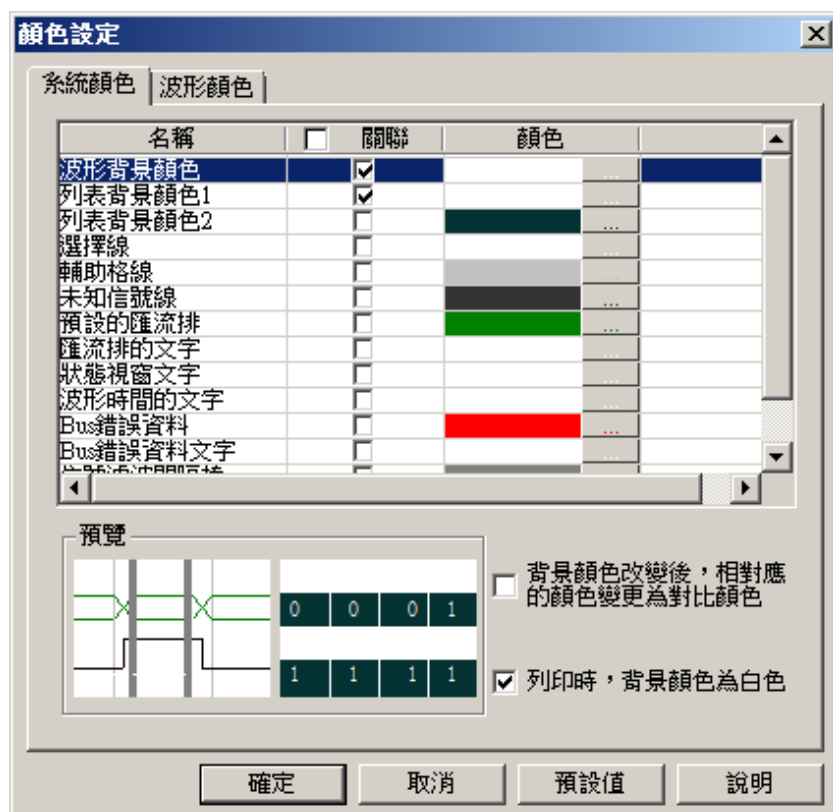 顏色設定
系統顏色
波形顏色
名稱 關聯 顏色
波形背景顏色 ...
列表背景顏色1 ...
列表背景顏色2 ...
選擇線 ...
輔助格線 ...
未知信號線 ...
預設的匯流排 ...
匯流排的文字 ...
狀態視窗文字 ...
波形時間的文字 ...
Bus錯誤資料 ...
Bus錯誤資料文字 ...
預覽
0 0 0 1
1 1 1 1
背景顏色改變後，相對應
的顏色變更為對比顏色
列印時，背景顏色為白色
確定 取消 預設值 說明